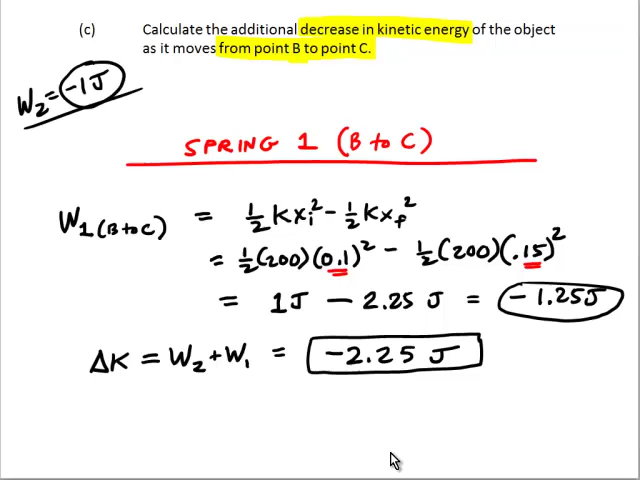 (c) Calculate the additional decrease in kinetic energy of the object
as it moves from point B to point C.
W₂ = -1J
SPRING 1 (B to C)
W₁(B to C) = ½Kxᵢ² - ½Kx_f²
= ½(200)(0.1)² - ½(200)(.15)²
= 1J - 2.25 J = -1.25J
ΔK = W₂ + W₁ = -2.25 J